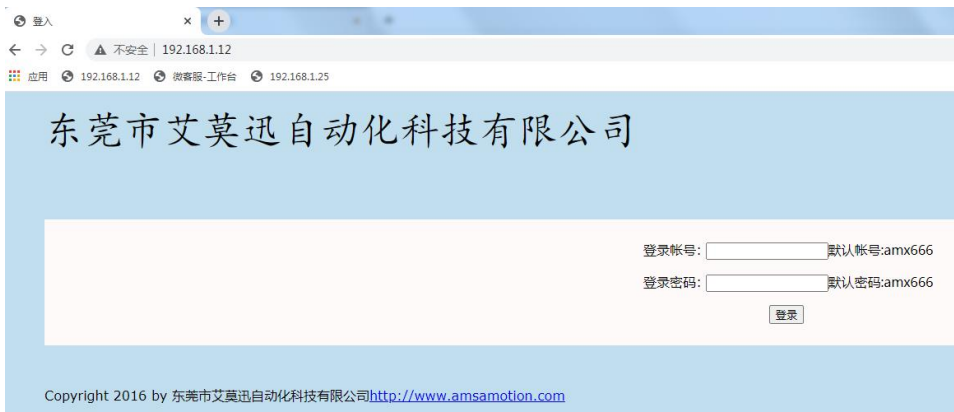 登入
不安全 | 192.168.1.12
应用 192.168.1.12 微客服-工作台 192.168.1.25
东莞市艾莫迅自动化科技有限公司
登录帐号: 默认帐号:amx666
登录密码: 默认密码:amx666
登录
Copyright 2016 by 东莞市艾莫迅自动化科技有限公司http://www.amsamotion.com